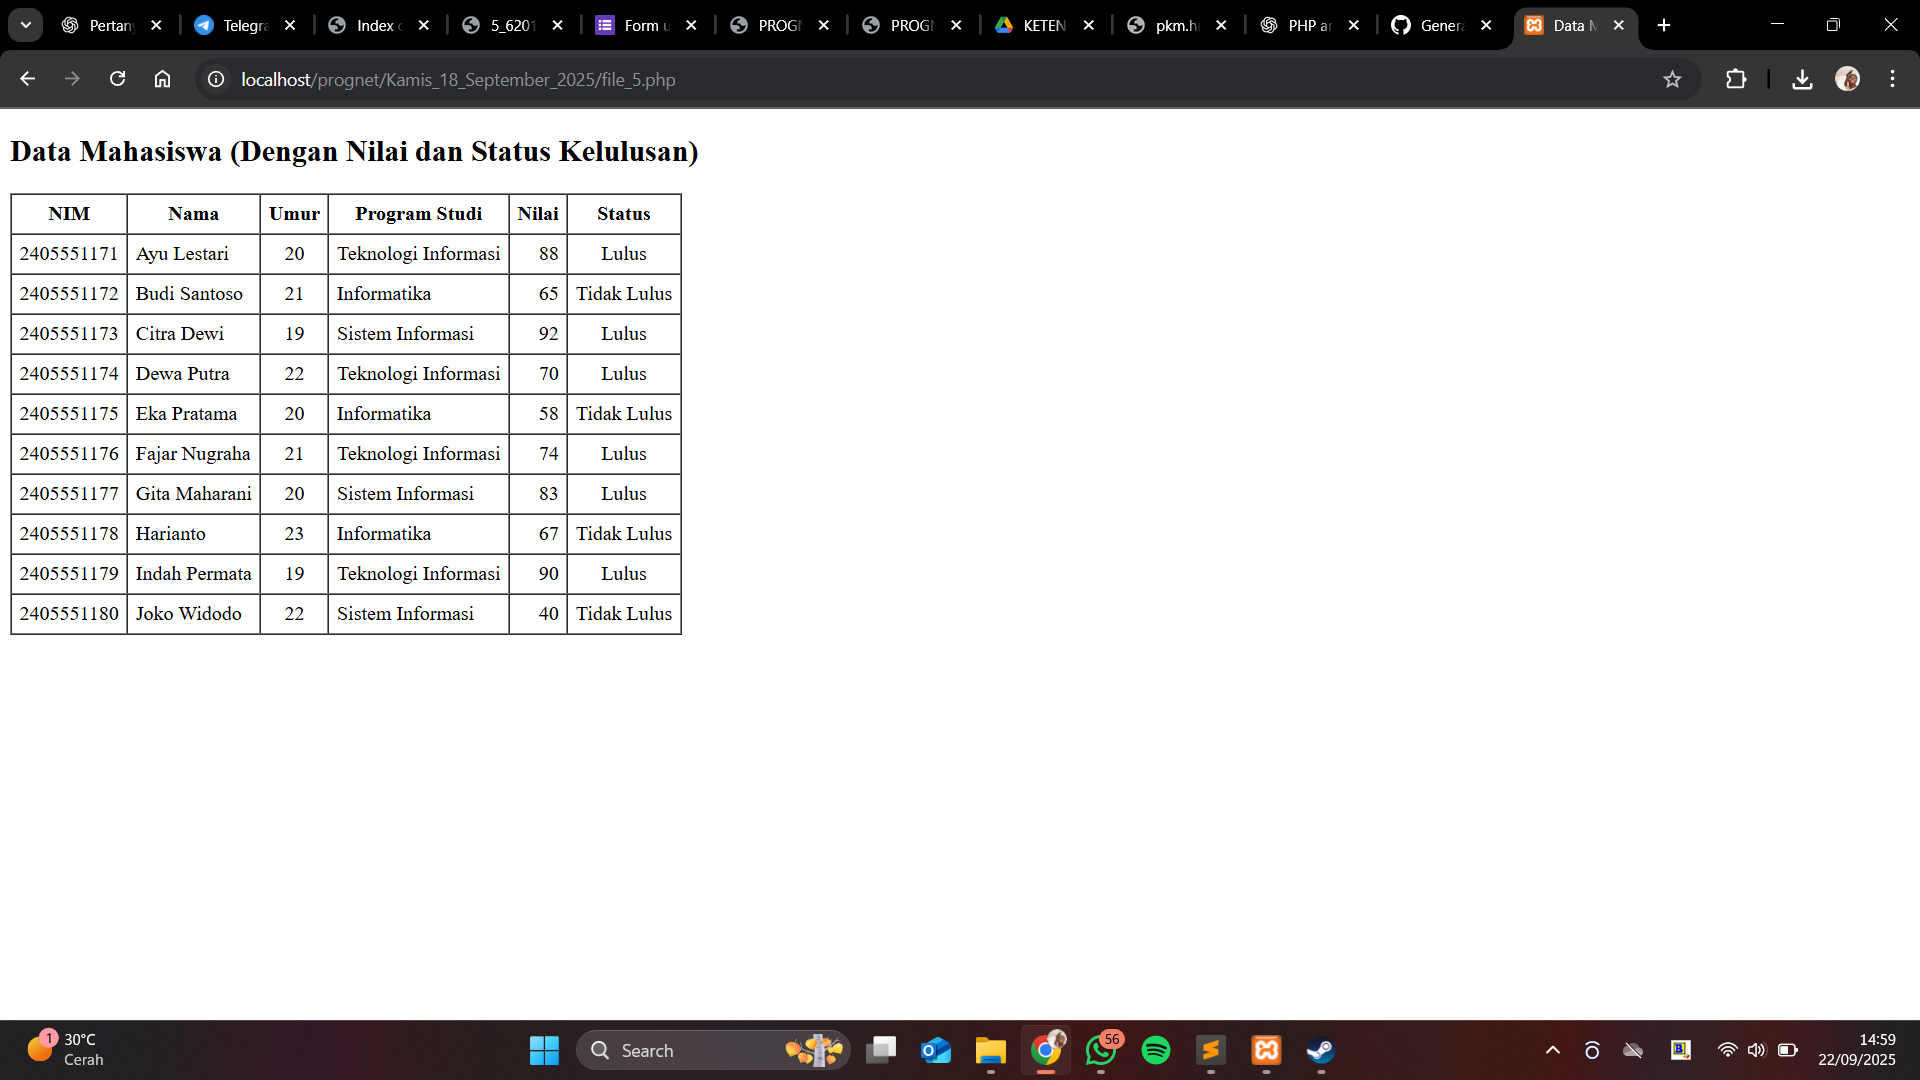 Pertan Telegra Index 5_6201 Form u PROG PROG KETEN pkm.h PHP ar Genera Data M
localhost/prognet/Kamis_18_September_2025/file_5.php
Data Mahasiswa (Dengan Nilai dan Status Kelulusan)
NIM Nama Umur Program Studi Nilai Status
2405551171 Ayu Lestari 20 Teknologi Informasi 88 Lulus
2405551172 Budi Santoso 21 Informatika 65 Tidak Lulus
2405551173 Citra Dewi 19 Sistem Informasi 92 Lulus
2405551174 Dewa Putra 22 Teknologi Informasi 70 Lulus
2405551175 Eka Pratama 20 Informatika 58 Tidak Lulus
2405551176 Fajar Nugraha 21 Teknologi Informasi 74 Lulus
2405551177 Gita Maharani 20 Sistem Informasi 83 Lulus
2405551178 Harianto 23 Informatika 67 Tidak Lulus
2405551179 Indah Permata 19 Teknologi Informasi 90 Lulus
2405551180 Joko Widodo 22 Sistem Informasi 40 Tidak Lulus
1 30°C
Cerah
Search
56
14:59
22/09/2025